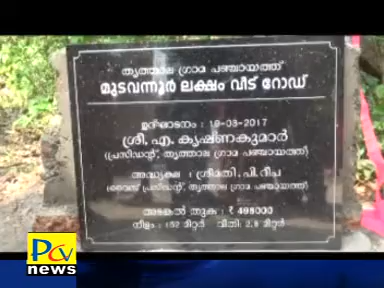 തൃത്താല ഗ്രാമ പഞ്ചായത്ത്
മുടവന്നൂർ ലക്ഷം വീട് റോഡ്
ഉദ്ഘാടനം : 19-03-2017
ശ്രീ. എ. കൃഷ്ണകുമാർ
(പ്രസിഡന്റ്, തൃത്താല ഗ്രാമ പഞ്ചായത്ത്)
അദ്ധ്യക്ഷ : ശ്രീമതി. പി. ദീപ
(വൈസ് പ്രസിഡന്റ്, തൃത്താല ഗ്രാമ പഞ്ചായത്ത്)
അടങ്കൽ തുക : ₹ 498000
നീളം : 152 മീറ്റർ വീതി: 2.8 മീറ്റർ
PCV
news